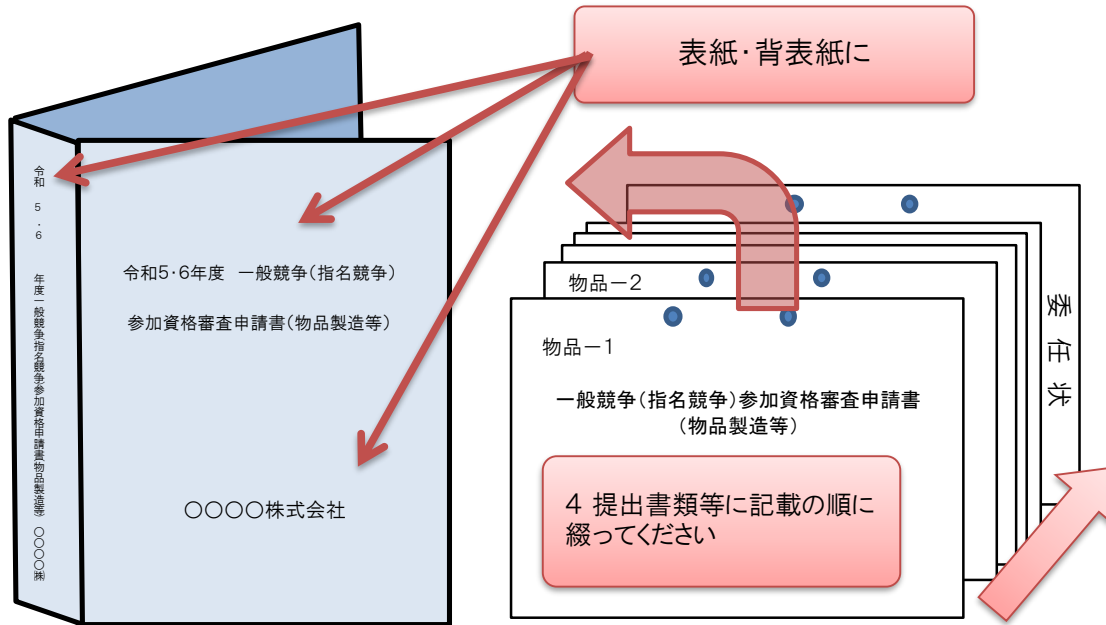 表紙・背表紙に
令和 5・6 年度一般競争指名競争参加資格申請書物品製造等) 〇〇〇〇㈱
令和5・6年度 一般競争(指名競争)
参加資格審査申請書(物品製造等)
〇〇〇〇株式会社
委任状
物品－2
物品－1
一般競争(指名競争)参加資格審査申請書
(物品製造等)
4 提出書類等に記載の順に
綴ってください